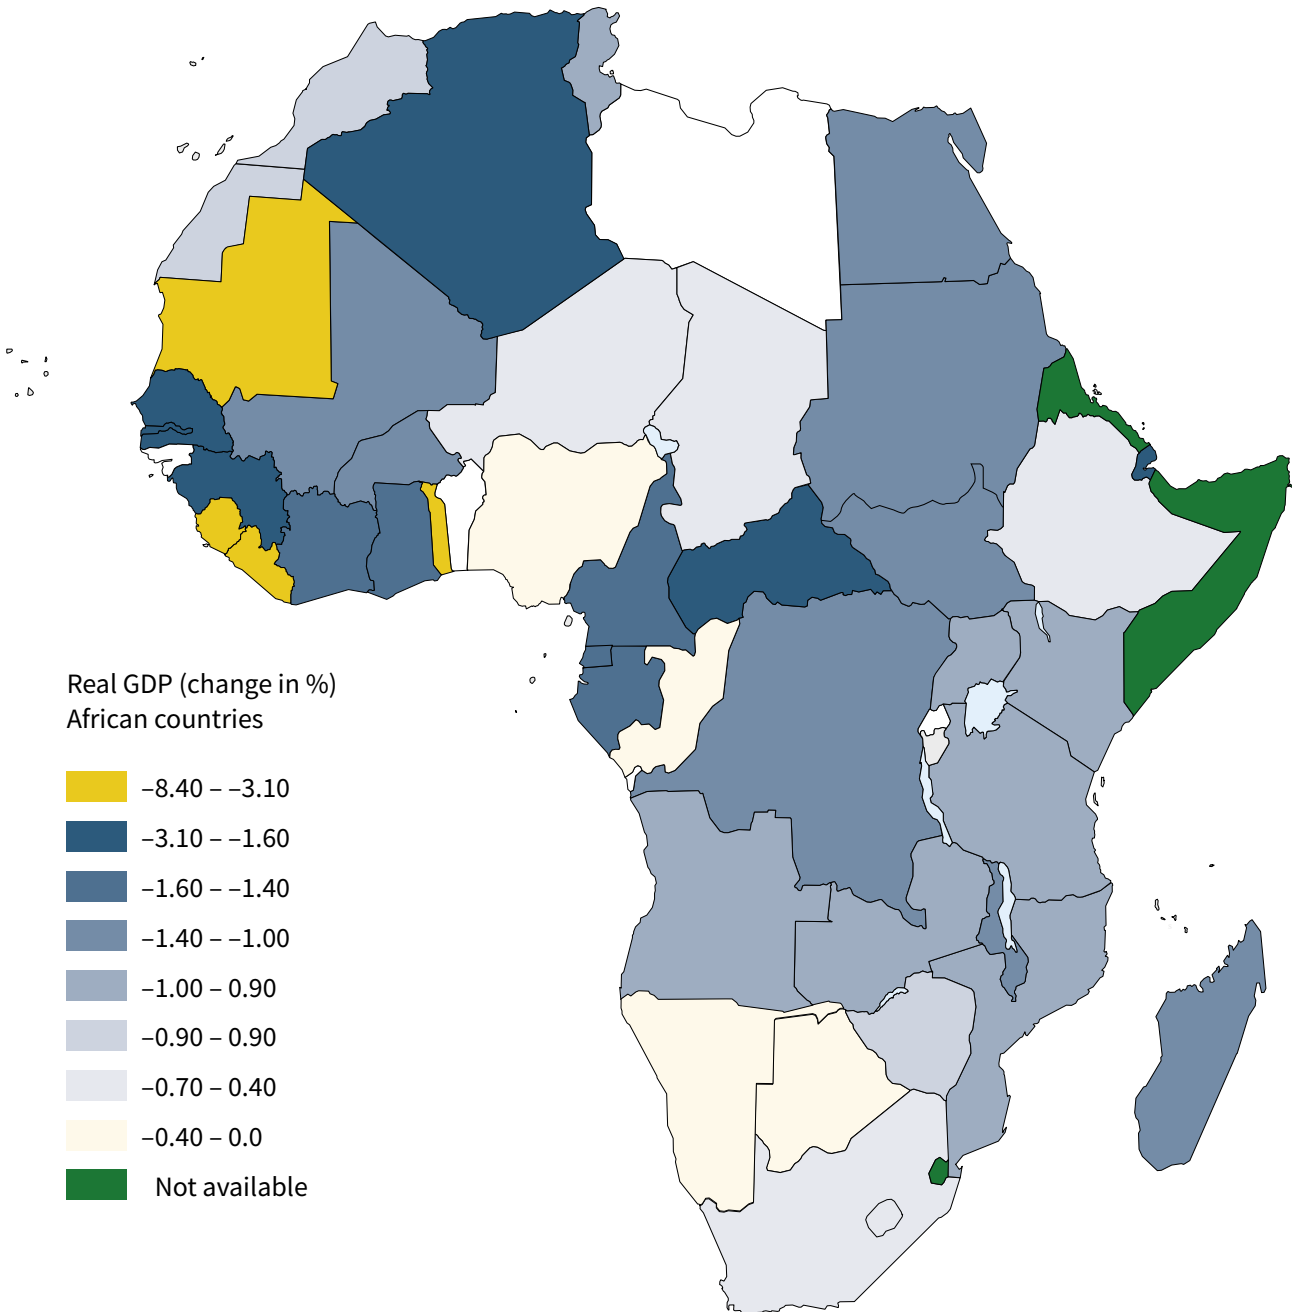 Real GDP (change in %)
African countries
–8.40 – –3.10
–3.10 – –1.60
–1.60 – –1.40
–1.40 – –1.00
–1.00 – 0.90
–0.90 – 0.90
–0.70 – 0.40
–0.40 – 0.0
Not available